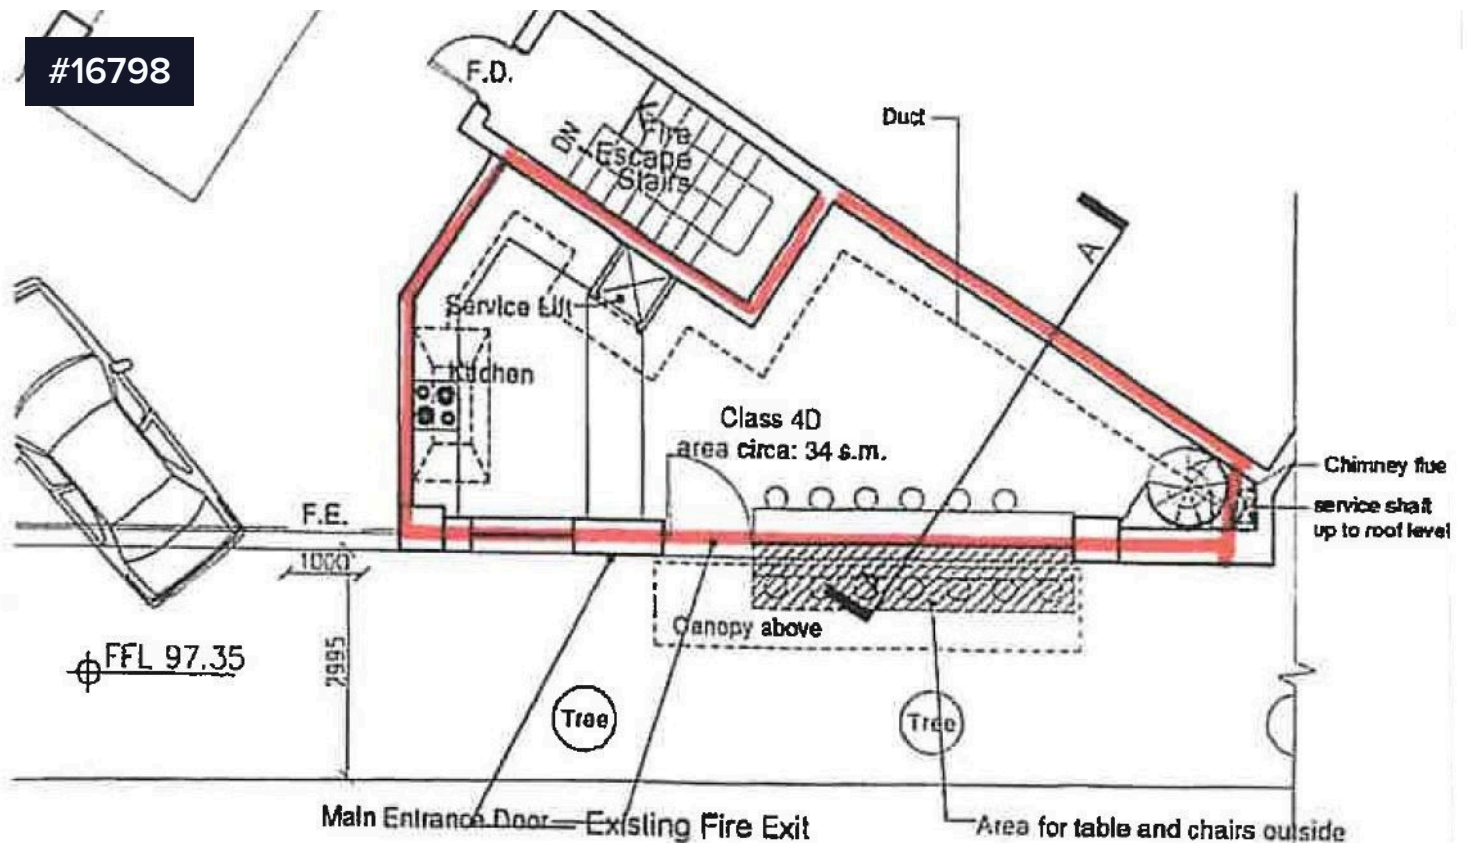 #16798
F.D.
Duct
DN
Fire
Escape
Stairs
A
Service Lift
Kitchen
Class 4D
area circa: 34 s.m.
Chimney flue
service shaft
up to roof level
F.E.
1000
Canopy above
FFL 97.35
2995
Tree
Tree
Main Entrance Door
Existing Fire Exit
Area for table and chairs outside